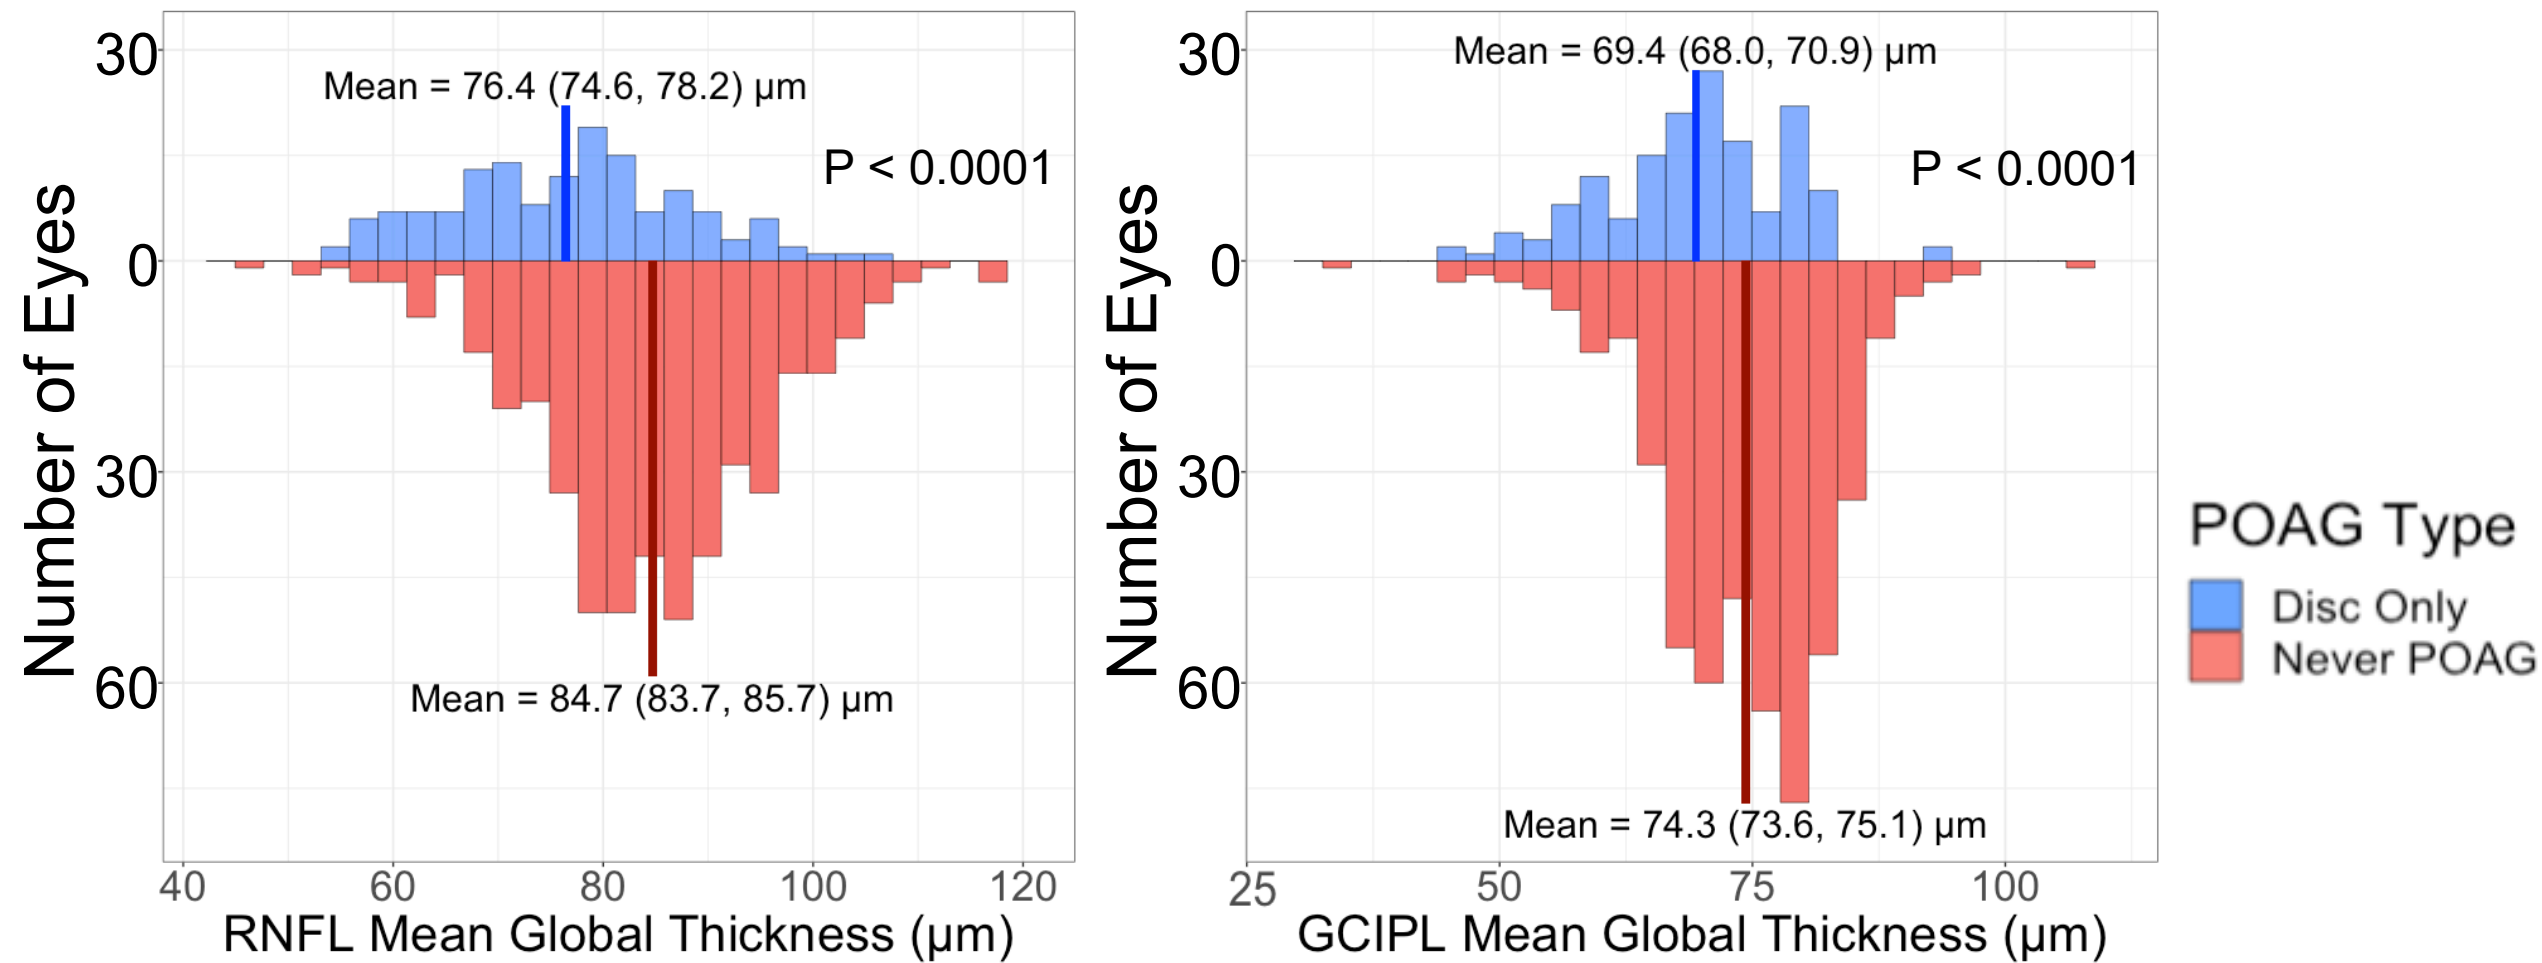 Number of Eyes
30
0
30
60
Mean = 76.4 (74.6, 78.2) µm
P < 0.0001
Mean = 84.7 (83.7, 85.7) µm
40 60 80 100 120
RNFL Mean Global Thickness (µm)
Number of Eyes
30
0
30
60
Mean = 69.4 (68.0, 70.9) µm
P < 0.0001
Mean = 74.3 (73.6, 75.1) µm
25 50 75 100
GCIPL Mean Global Thickness (µm)
POAG Type
Disc Only
Never POAG